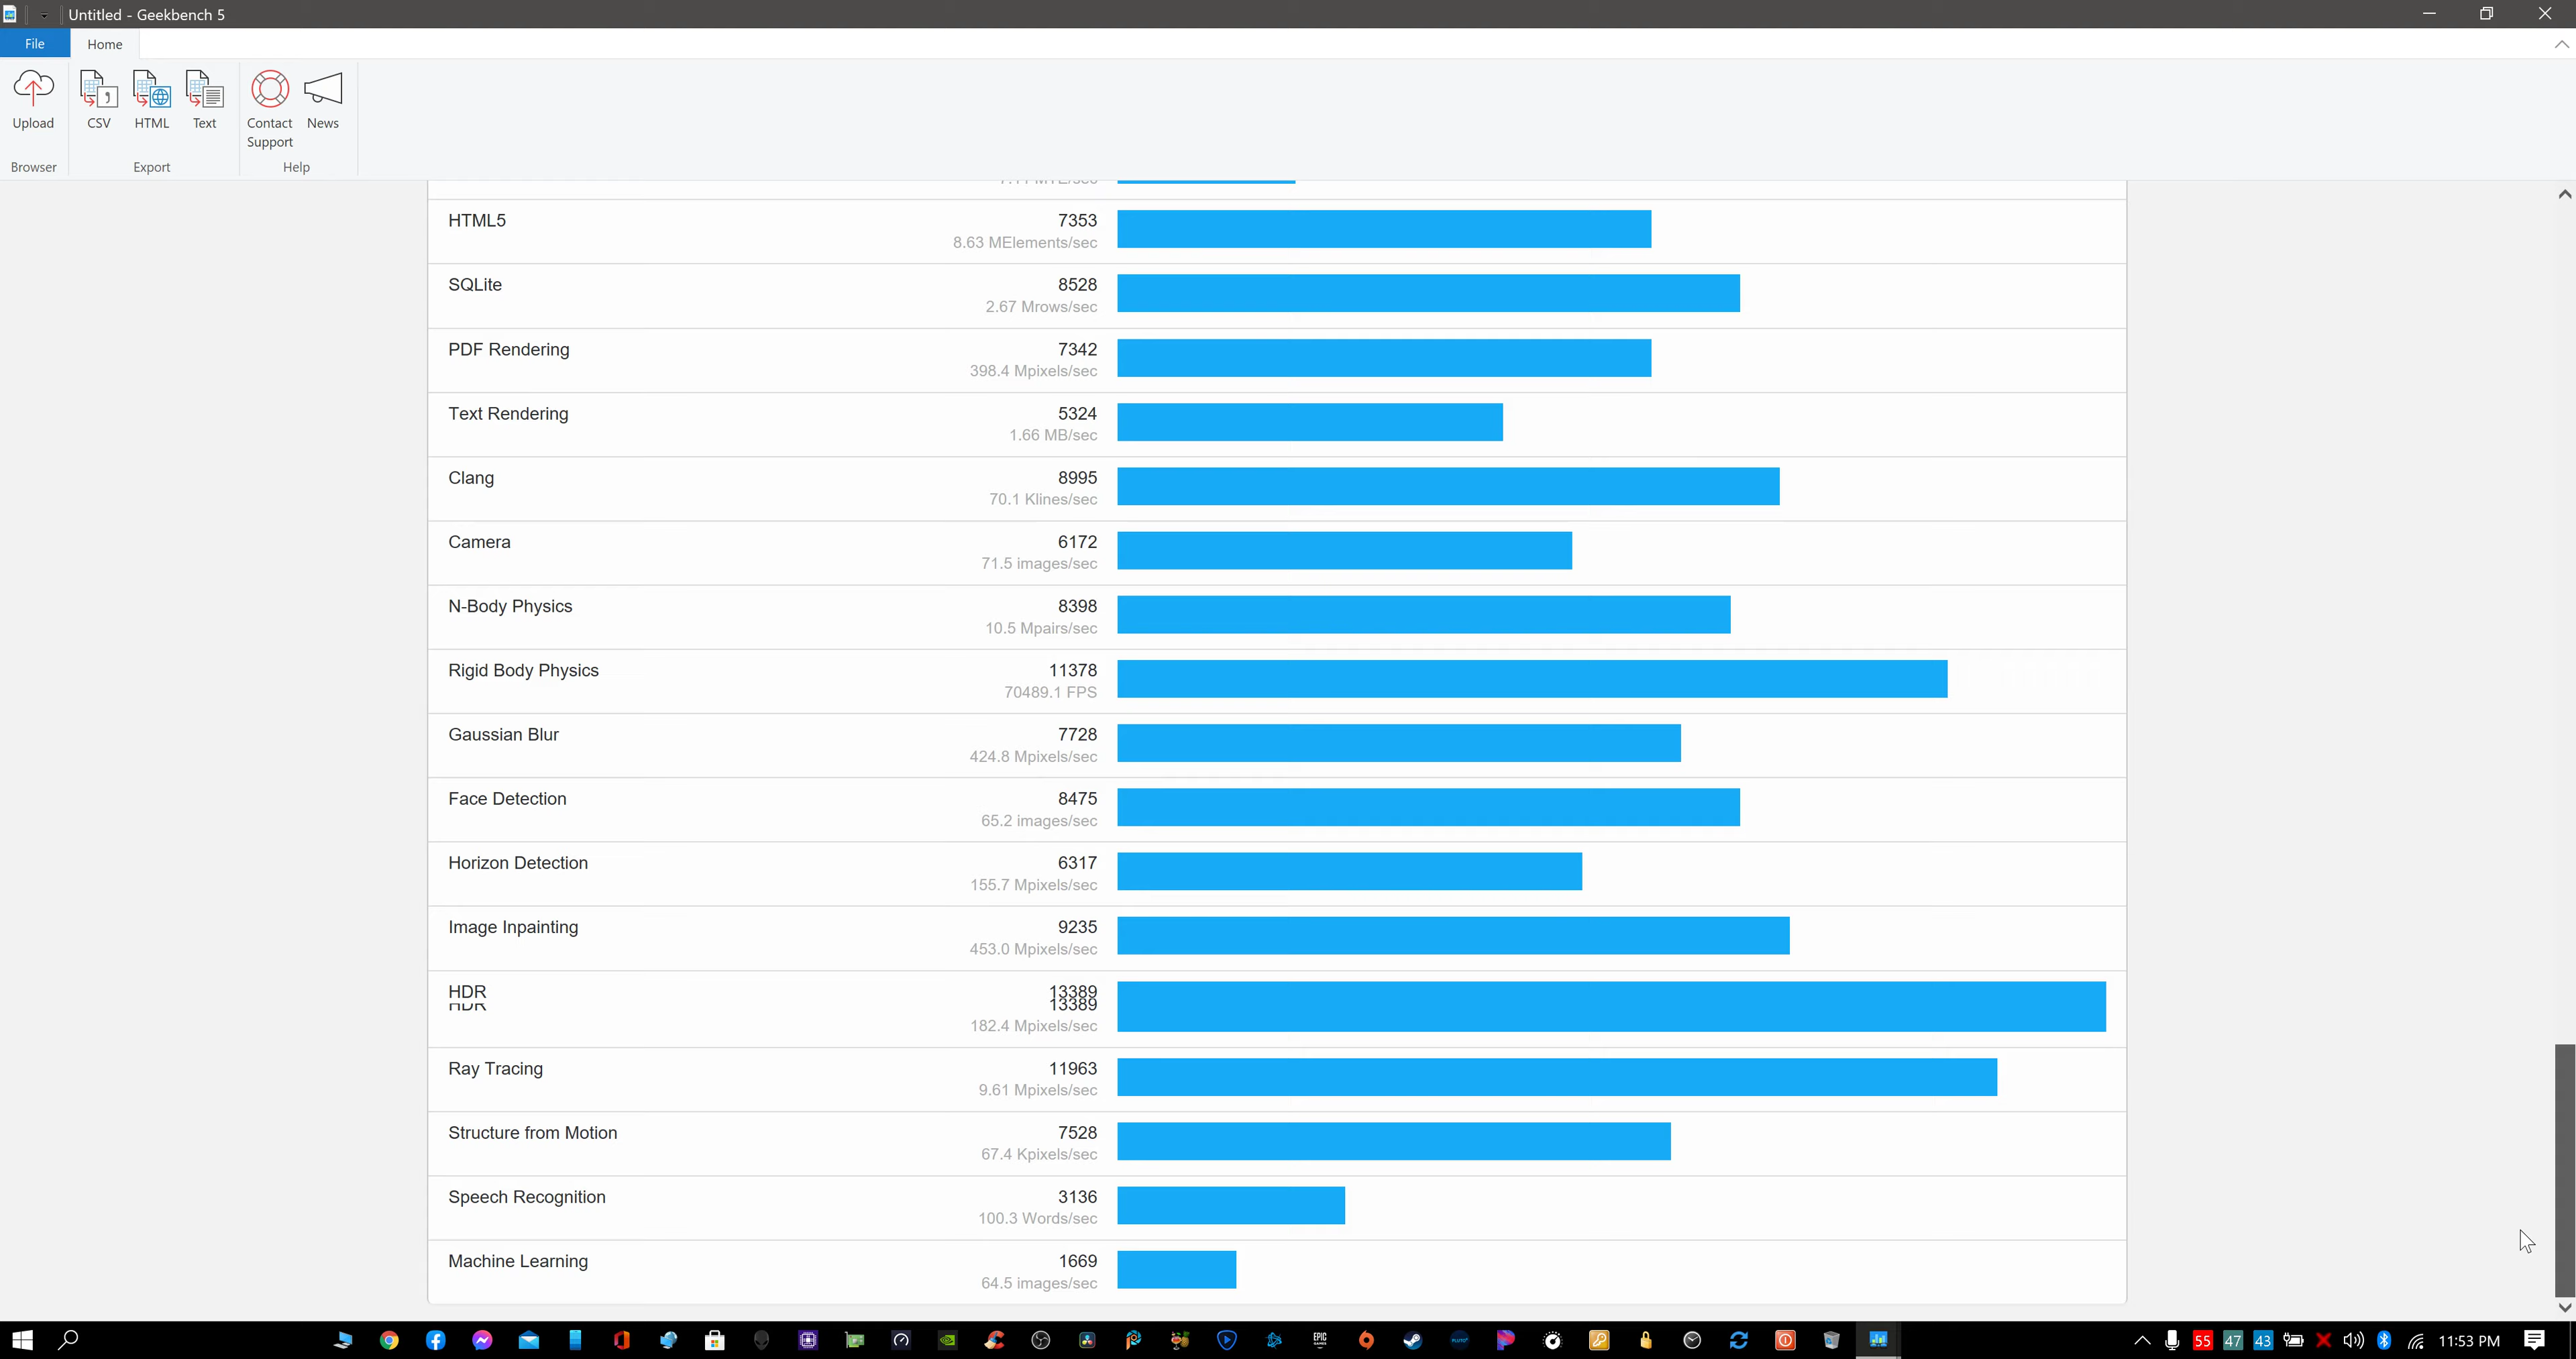 Untitled - Geekbench 5
File Home
Upload CSV HTML Text Contact Support News
Browser Export Help
HTML5 7353
8.63 MElements/sec
SQLite 8528
2.67 Mrows/sec
PDF Rendering 7342
398.4 Mpixels/sec
Text Rendering 5324
1.66 MB/sec
Clang 8995
70.1 Klines/sec
Camera 6172
71.5 images/sec
N-Body Physics 8398
10.5 Mpairs/sec
Rigid Body Physics 11378
70489.1 FPS
Gaussian Blur 7728
424.8 Mpixels/sec
Face Detection 8475
65.2 images/sec
Horizon Detection 6317
155.7 Mpixels/sec
Image Inpainting 9235
453.0 Mpixels/sec
HDR 13389
HDR 13389
182.4 Mpixels/sec
Ray Tracing 11963
9.61 Mpixels/sec
Structure from Motion 7528
67.4 Kpixels/sec
Speech Recognition 3136
100.3 Words/sec
Machine Learning 1669
64.5 images/sec
EPIC GAMES 55 47 43 11:53 PM